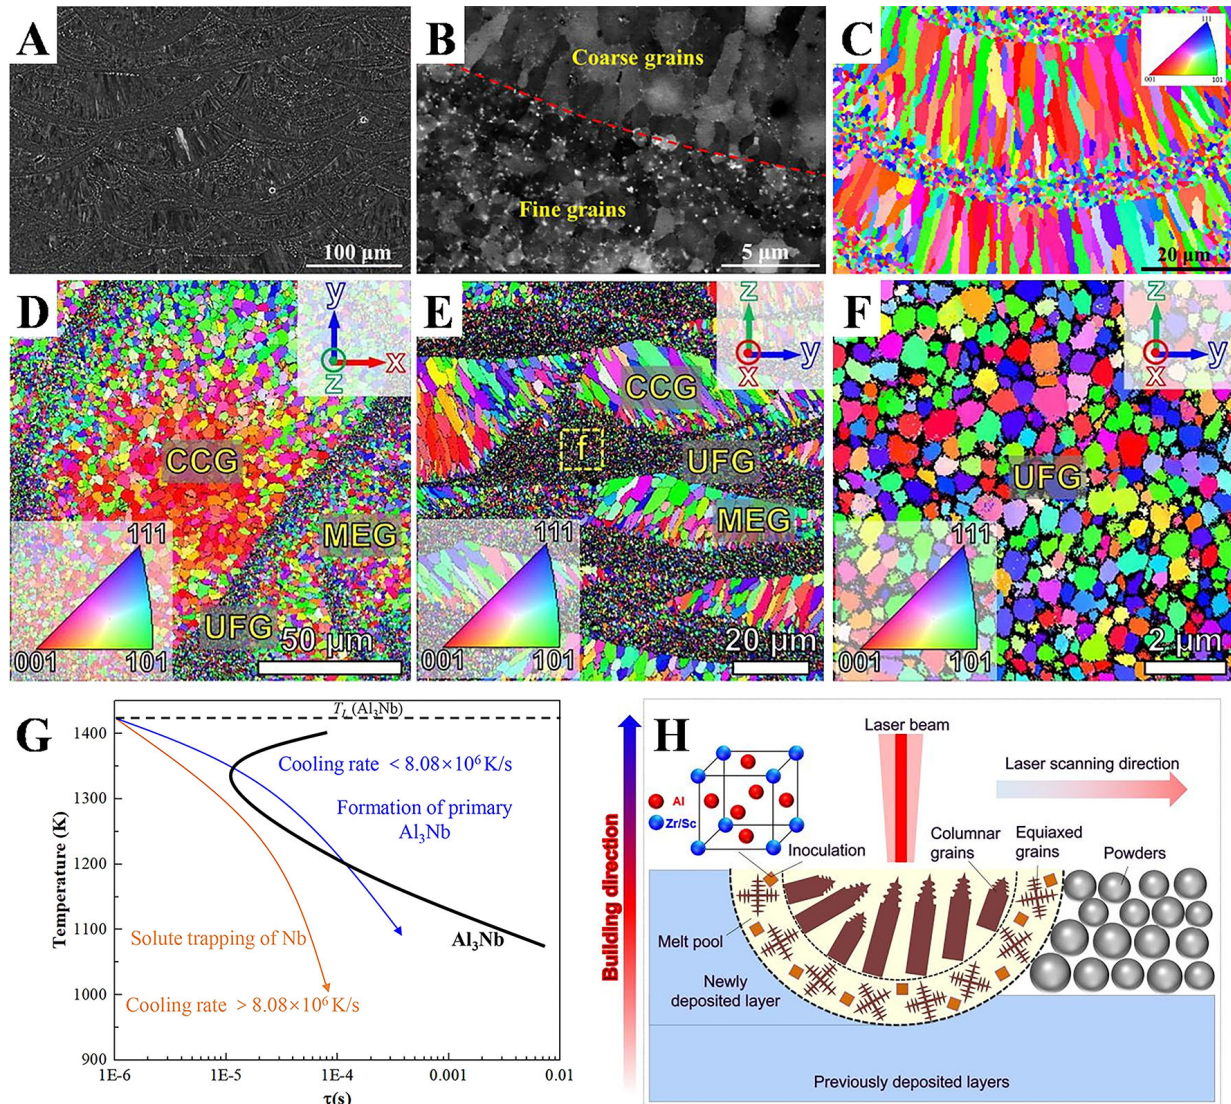 A
100 μm
B
Coarse grains
Fine grains
5 μm
C
111
001
101
20 μm
D
y
x
z
CCG
MEG
UFG
111
001
101
50 μm
E
z
y
x
CCG
f
UFG
MEG
111
001
101
20 μm
F
z
y
x
UFG
111
001
101
2 μm
G
T_L (Al₃Nb)
Cooling rate < 8.08×10⁶ K/s
Formation of primary
Al₃Nb
Solute trapping of Nb
Al₃Nb
Cooling rate > 8.08×10⁶ K/s
Temperature (K)
1400
1300
1200
1100
1000
900
1E-6
1E-5
1E-4
0.001
0.01
τ(s)
H
Building direction
Laser beam
Laser scanning direction
Al
Zr/Sc
Inoculation
Columnar
grains
Equiaxed
grains
Powders
Melt pool
Newly
deposited layer
Previously deposited layers